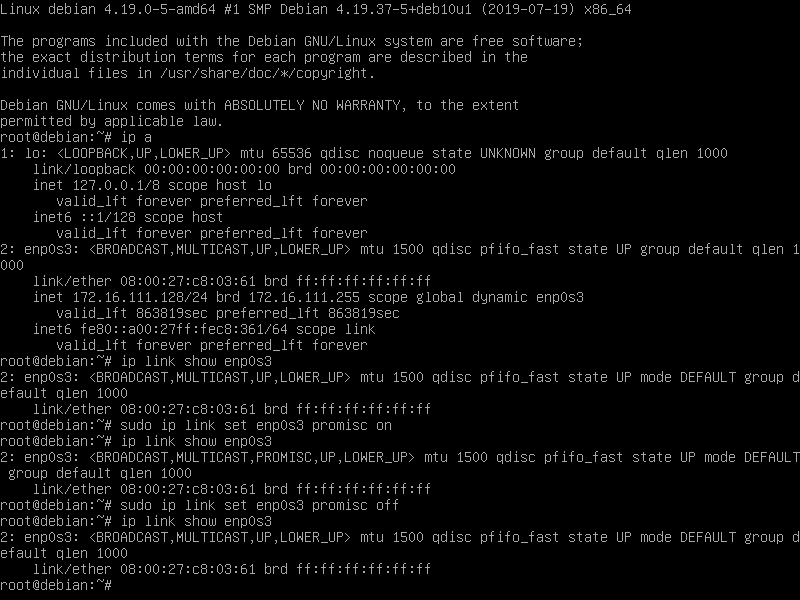 Linux debian 4.19.0-5-amd64 #1 SMP Debian 4.19.37-5+deb10u1 (2019-07-19) x86_64
The programs included with the Debian GNU/Linux system are free software;
the exact distribution terms for each program are described in the
individual files in /usr/share/doc/*/copyright.
Debian GNU/Linux comes with ABSOLUTELY NO WARRANTY, to the extent
permitted by applicable law.
root@debian:~# ip a
1: lo: <LOOPBACK,UP,LOWER_UP> mtu 65536 qdisc noqueue state UNKNOWN group default qlen 1000
    link/loopback 00:00:00:00:00:00 brd 00:00:00:00:00:00
    inet 127.0.0.1/8 scope host lo
       valid_lft forever preferred_lft forever
    inet6 ::1/128 scope host
       valid_lft forever preferred_lft forever
2: enp0s3: <BROADCAST,MULTICAST,UP,LOWER_UP> mtu 1500 qdisc pfifo_fast state UP group default qlen 1
000
    link/ether 08:00:27:c8:03:61 brd ff:ff:ff:ff:ff:ff
    inet 172.16.111.128/24 brd 172.16.111.255 scope global dynamic enp0s3
       valid_lft 863819sec preferred_lft 863819sec
    inet6 fe80::a00:27ff:fec8:361/64 scope link
       valid_lft forever preferred_lft forever
root@debian:~# ip link show enp0s3
2: enp0s3: <BROADCAST,MULTICAST,UP,LOWER_UP> mtu 1500 qdisc pfifo_fast state UP mode DEFAULT group d
efault qlen 1000
    link/ether 08:00:27:c8:03:61 brd ff:ff:ff:ff:ff:ff
root@debian:~# sudo ip link set enp0s3 promisc on
root@debian:~# ip link show enp0s3
2: enp0s3: <BROADCAST,MULTICAST,PROMISC,UP,LOWER_UP> mtu 1500 qdisc pfifo_fast state UP mode DEFAULT
 group default qlen 1000
    link/ether 08:00:27:c8:03:61 brd ff:ff:ff:ff:ff:ff
root@debian:~# sudo ip link set enp0s3 promisc off
root@debian:~# ip link show enp0s3
2: enp0s3: <BROADCAST,MULTICAST,UP,LOWER_UP> mtu 1500 qdisc pfifo_fast state UP mode DEFAULT group d
efault qlen 1000
    link/ether 08:00:27:c8:03:61 brd ff:ff:ff:ff:ff:ff
root@debian:~#